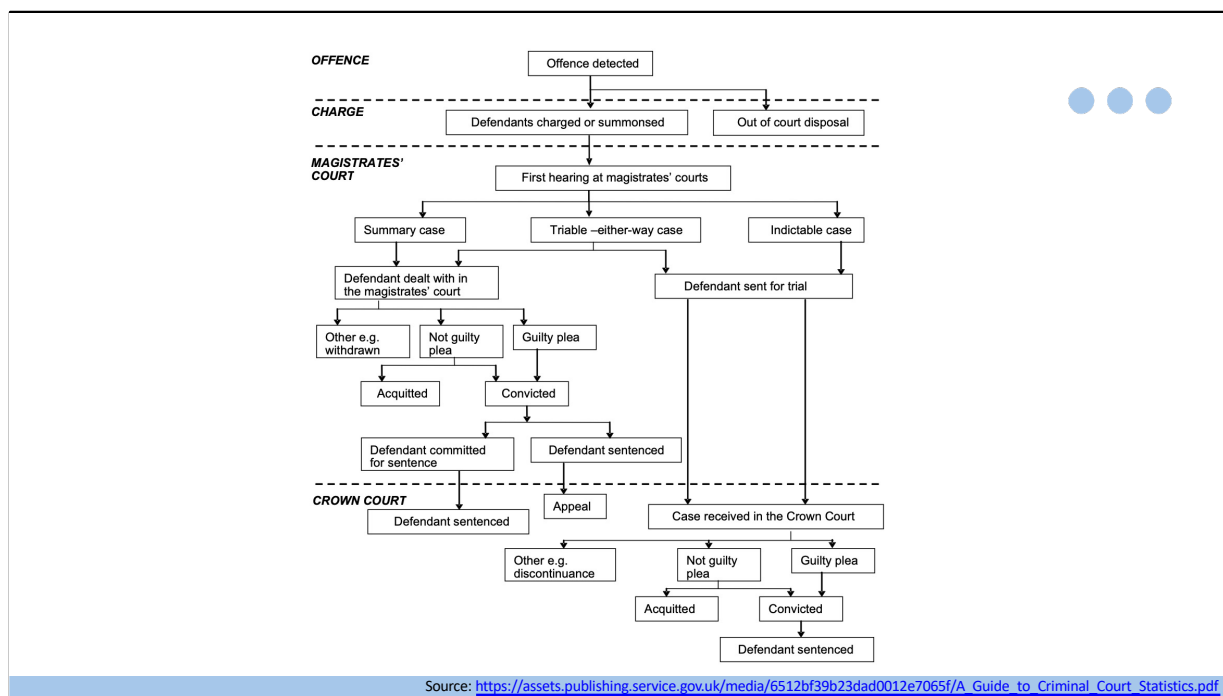 OFFENCE
Offence detected
CHARGE
Defendants charged or summonsed
Out of court disposal
MAGISTRATES'
COURT
First hearing at magistrates' courts
Summary case
Triable –either-way case
Indictable case
Defendant dealt with in
the magistrates' court
Defendant sent for trial
Other e.g.
withdrawn
Not guilty
plea
Guilty plea
Acquitted
Convicted
Defendant committed
for sentence
Defendant sentenced
CROWN COURT
Defendant sentenced
Appeal
Case received in the Crown Court
Other e.g.
discontinuance
Not guilty
plea
Guilty plea
Acquitted
Convicted
Defendant sentenced
Source: https://assets.publishing.service.gov.uk/media/6512bf39b23dad0012e7065f/A_Guide_to_Criminal_Court_Statistics.pdf